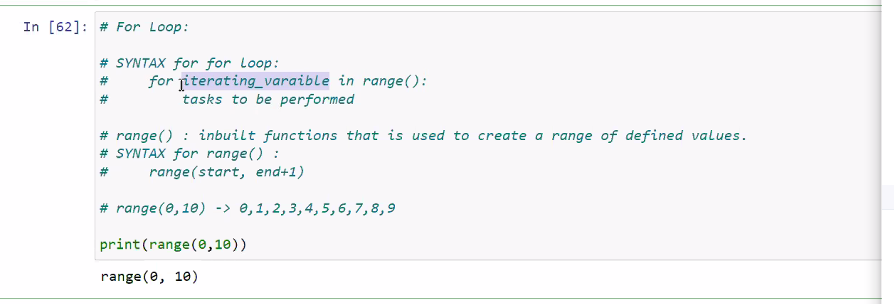 In [62]: # For Loop:
# SYNTAX for for loop:
#     for iterating_varaible in range():
#         tasks to be performed
# range() : inbuilt functions that is used to create a range of defined values.
# SYNTAX for range() :
#     range(start, end+1)
# range(0,10) -> 0,1,2,3,4,5,6,7,8,9
print(range(0,10))
range(0, 10)